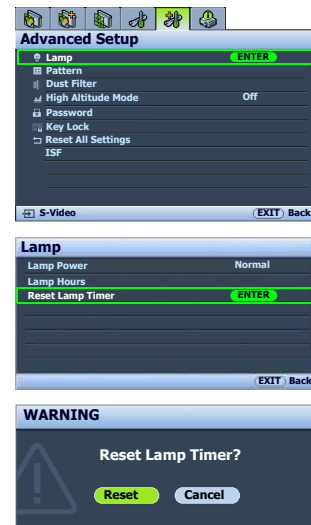 Advanced Setup
Lamp ENTER
Pattern
Dust Filter
High Altitude Mode Off
Password
Key Lock
Reset All Settings
ISF
S-Video EXIT Back
Lamp
Lamp Power Normal
Lamp Hours
Reset Lamp Timer ENTER
EXIT Back
WARNING
Reset Lamp Timer?
Reset Cancel